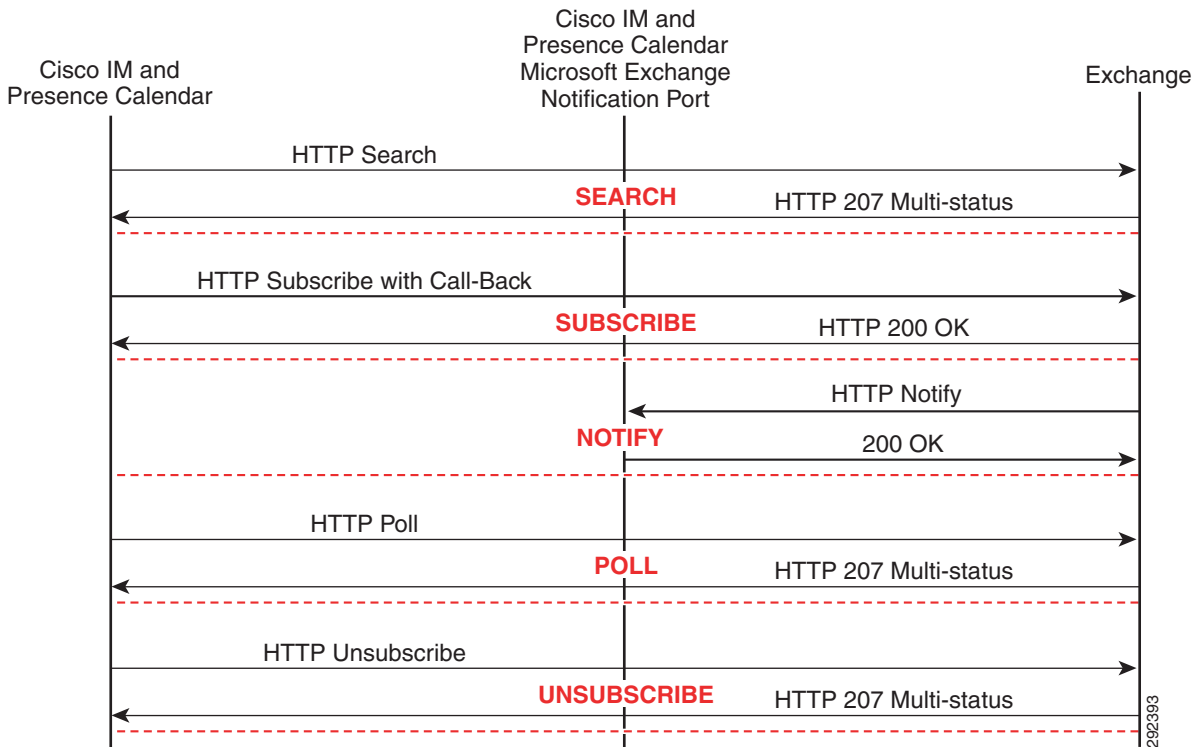 Cisco IM and
Presence Calendar
Cisco IM and
Presence Calendar
Microsoft Exchange
Notification Port
Exchange
HTTP Search
SEARCH
HTTP 207 Multi-status
HTTP Subscribe with Call-Back
SUBSCRIBE
HTTP 200 OK
HTTP Notify
NOTIFY
200 OK
HTTP Poll
POLL
HTTP 207 Multi-status
HTTP Unsubscribe
UNSUBSCRIBE
HTTP 207 Multi-status
292393